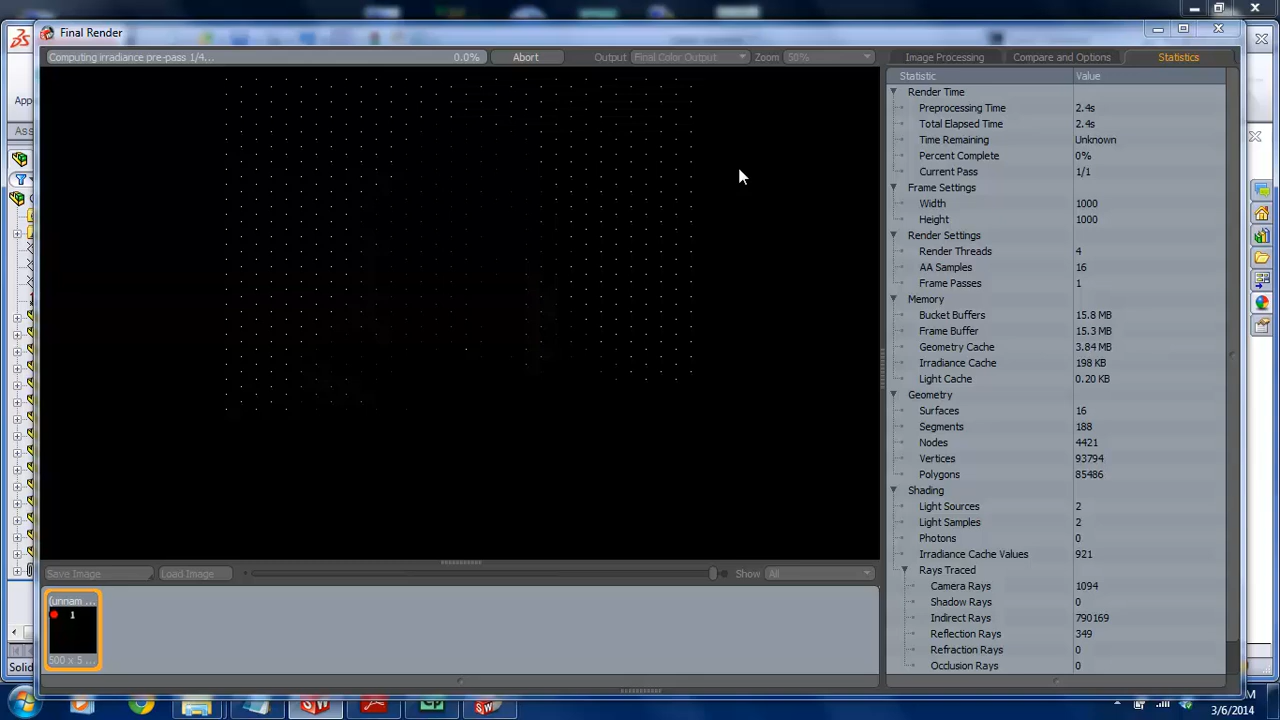 Final Render
Computing irradiance pre-pass 1/4...
0.0%
Abort
Output
Final Color Output
Zoom
50%
Image Processing
Compare and Options
Statistics
Statistic
Value
Render Time
Preprocessing Time 2.4s
Total Elapsed Time 2.4s
Time Remaining Unknown
Percent Complete 0%
Current Pass 1/1
Frame Settings
Width 1000
Height 1000
Render Settings
Render Threads 4
AA Samples 16
Frame Passes 1
Memory
Bucket Buffers 15.8 MB
Frame Buffer 15.3 MB
Geometry Cache 3.84 MB
Irradiance Cache 198 KB
Light Cache 0.20 KB
Geometry
Surfaces 16
Segments 188
Nodes 4421
Vertices 93794
Polygons 85486
Shading
Light Sources 2
Light Samples 2
Photons 0
Irradiance Cache Values 921
Rays Traced
Camera Rays 1094
Shadow Rays 0
Indirect Rays 790169
Reflection Rays 349
Refraction Rays 0
Occlusion Rays 0
Save Image
Load Image
Show
All
(unnam ...
1
500 x 5 ...
App
Ass
Solid
3/6/2014